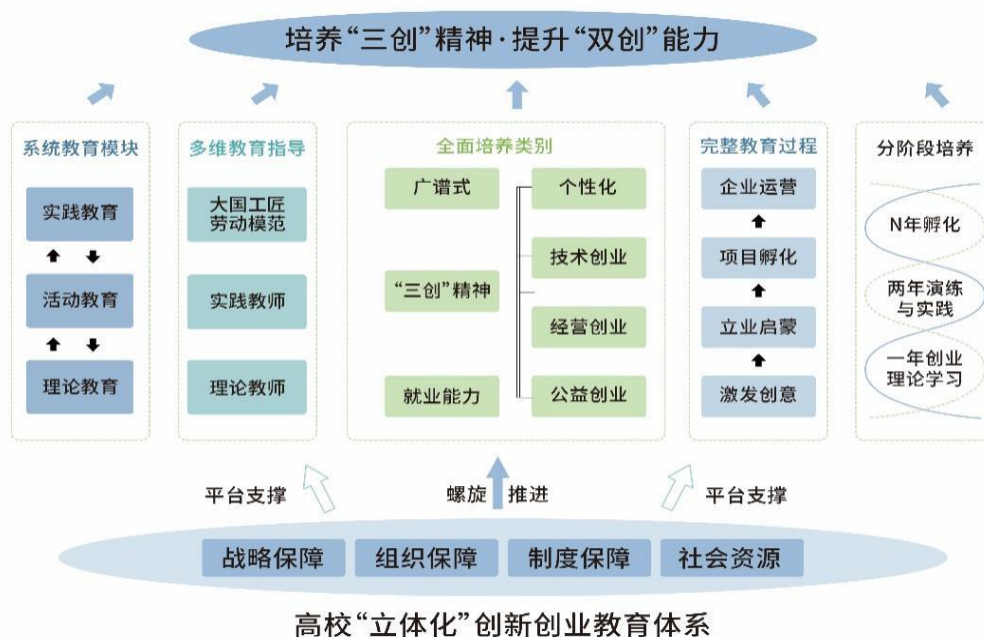 培养“三创”精神·提升“双创”能力
系统教育模块
实践教育
活动教育
理论教育
多维教育指导
大国工匠
劳动模范
实践教师
理论教师
全面培养类别
广谱式
“三创”精神
就业能力
个性化
技术创业
经营创业
公益创业
完整教育过程
企业运营
项目孵化
立业启蒙
激发创意
分阶段培养
N年孵化
两年演练
与实践
一年创业
理论学习
平台支撑
螺旋 推进
平台支撑
战略保障
组织保障
制度保障
社会资源
高校“立体化”创新创业教育体系